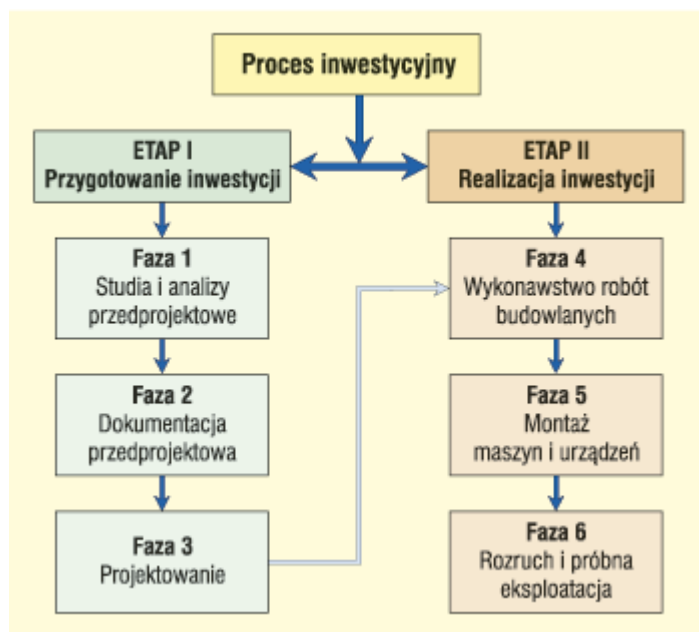 Proces inwestycyjny
ETAP I
Przygotowanie inwestycji
ETAP II
Realizacja inwestycji
Faza 1
Studia i analizy
przedprojektowe
Faza 2
Dokumentacja
przedprojektowa
Faza 3
Projektowanie
Faza 4
Wykonawstwo robót
budowlanych
Faza 5
Montaż
maszyn i urządzeń
Faza 6
Rozruch i próbna
eksploatacja